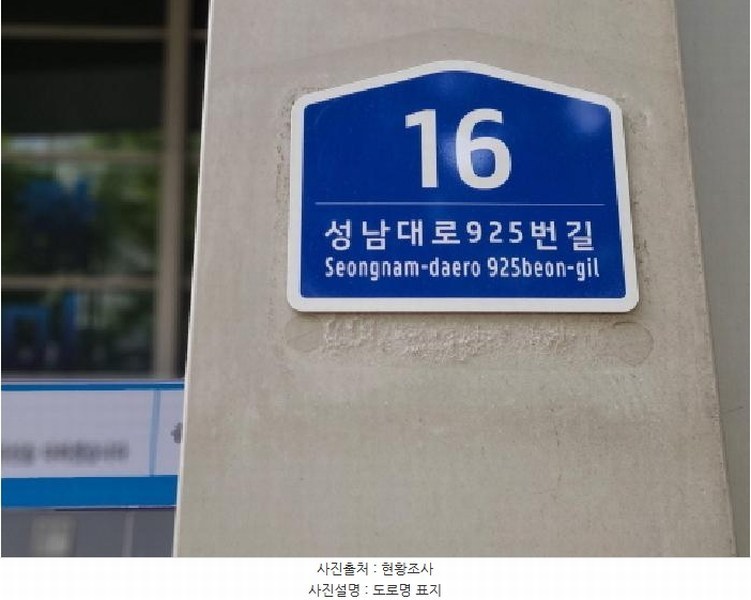 16
성남대로925번길
Seongnam-daero 925beon-gil
사진출처 : 현황조사
사진설명 : 도로명 표지